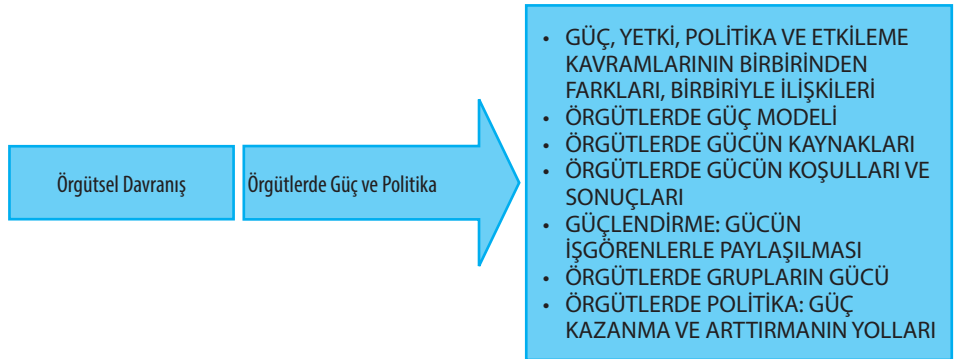 Örgütsel Davranış
Örgütlerde Güç ve Politika
• GÜÇ, YETKİ, POLİTİKA VE ETKİLEME
KAVRAMLARININ BİRBİRİNDEN
FARKLARI, BİRBİRİYLE İLİŞKİLERİ
• ÖRGÜTLERDE GÜÇ MODELİ
• ÖRGÜTLERDE GÜCÜN KAYNAKLARI
• ÖRGÜTLERDE GÜCÜN KOŞULLARI VE
SONUÇLARI
• GÜÇLENDİRME: GÜCÜN
İŞGÖRENLERLE PAYLAŞILMASI
• ÖRGÜTLERDE GRUPLARIN GÜCÜ
• ÖRGÜTLERDE POLİTİKA: GÜÇ
KAZANMA VE ARTTIRMANIN YOLLARI